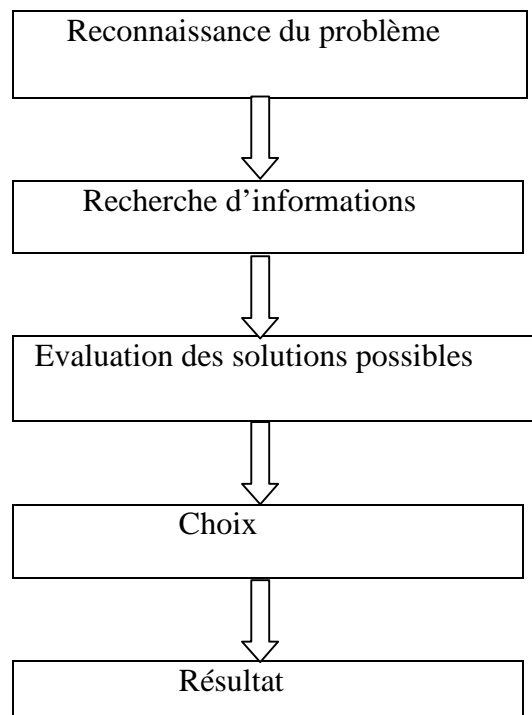 Reconnaissance du problème
Recherche d’informations
Evaluation des solutions possibles
Choix
Résultat